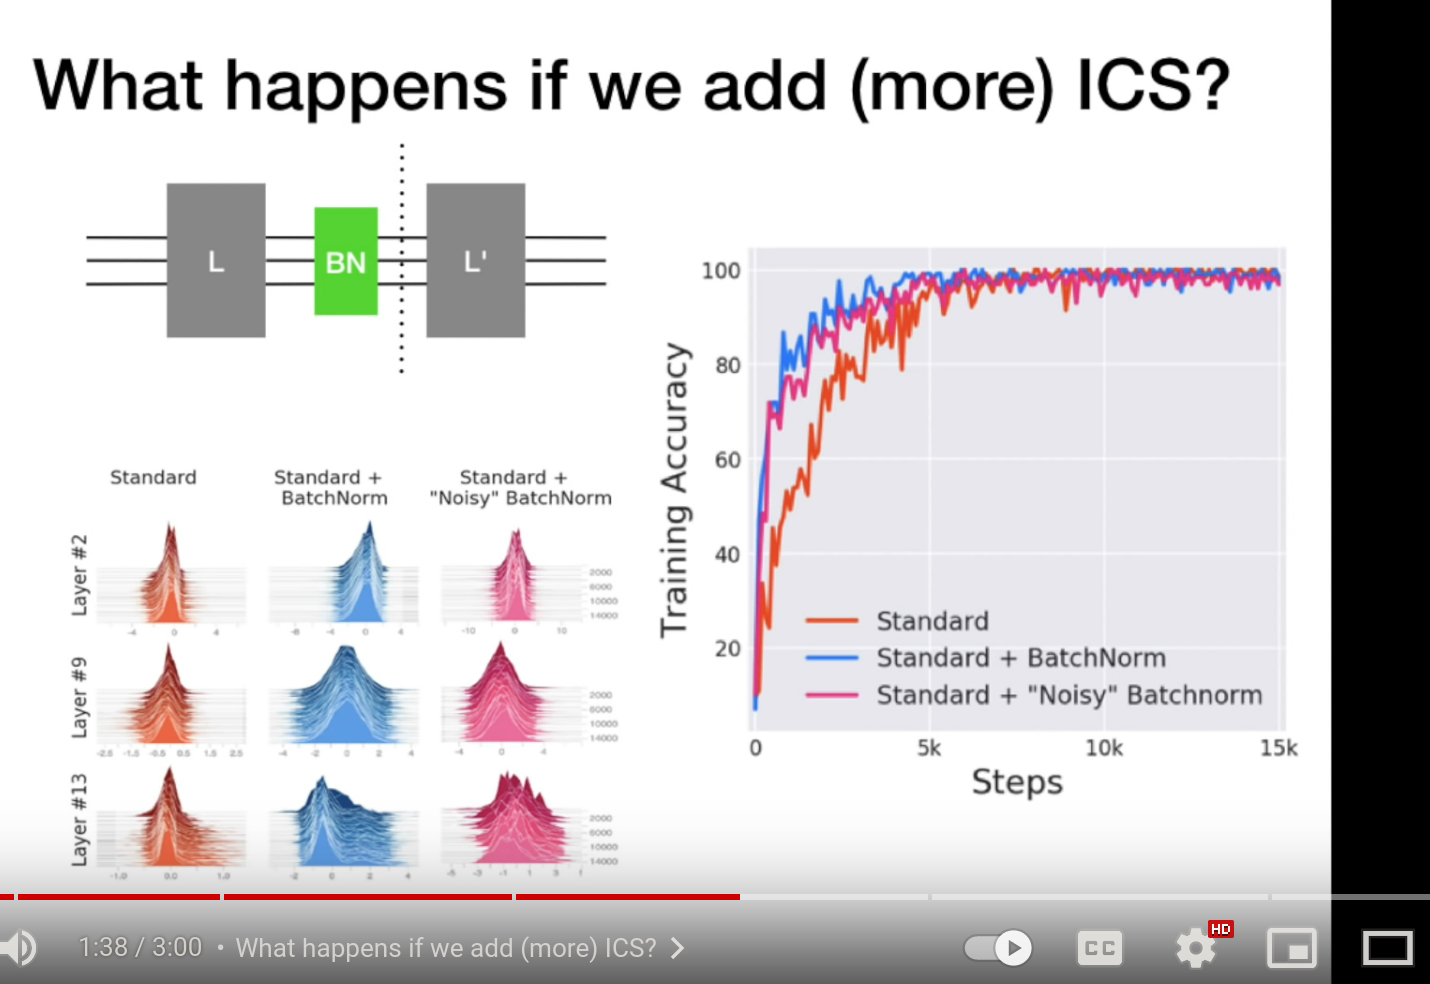 What happens if we add (more) ICS?
L
BN
L'
Standard
Standard +
BatchNorm
Standard +
"Noisy" BatchNorm
Layer #2
2000
6000
10000
14000
-4 0 4
-8 -4 0 4
-10 0 10
Layer #9
2000
6000
10000
14000
-2.5 -1.5 -0.5 0.5 1.5 2.5
-4 -2 0 2 4
-4 0 4
Layer #13
2000
6000
10000
14000
-1.0 0.0 1.0
-2 0 2 4
-5 -3 -1 1 3
Training Accuracy
100
80
60
40
20
Standard
Standard + BatchNorm
Standard + "Noisy" Batchnorm
0 5k 10k 15k
Steps
1:38 / 3:00 • What happens if we add (more) ICS?
CC
HD